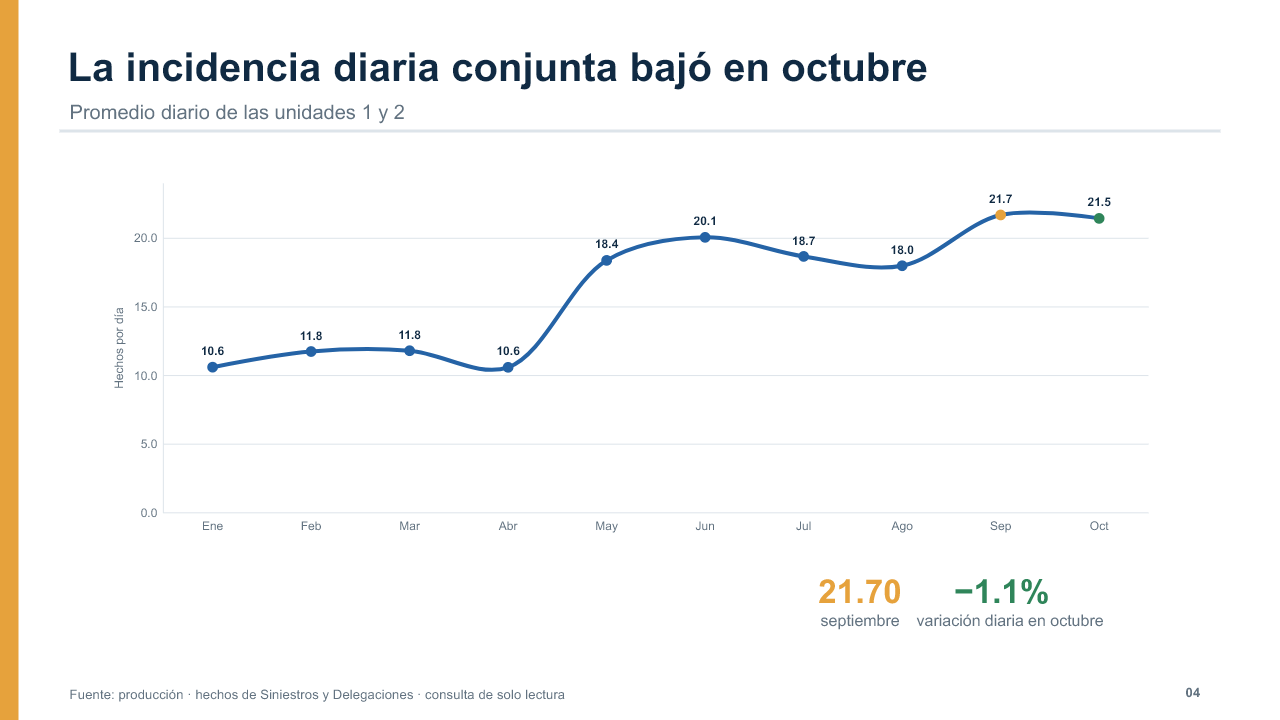 La incidencia diaria conjunta bajó en octubre
Promedio diario de las unidades 1 y 2
Hechos por día
20.0
15.0
10.0
5.0
0.0
10.6
11.8
11.8
10.6
18.4
20.1
18.7
18.0
21.7
21.5
Ene Feb Mar Abr May Jun Jul Ago Sep Oct
21.70 −1.1%
septiembre variación diaria en octubre
Fuente: producción · hechos de Siniestros y Delegaciones · consulta de solo lectura
04